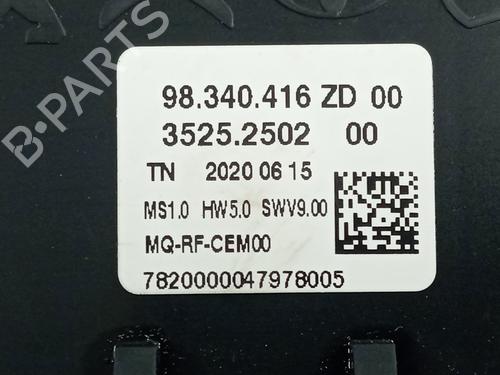 B-PARTS
98.340.416 ZD 00
3525.2502 00
TN 2020 06 15
MS1.0 HW5.0 SWV9.00
MQ-RF-CEM00
7820000047978005